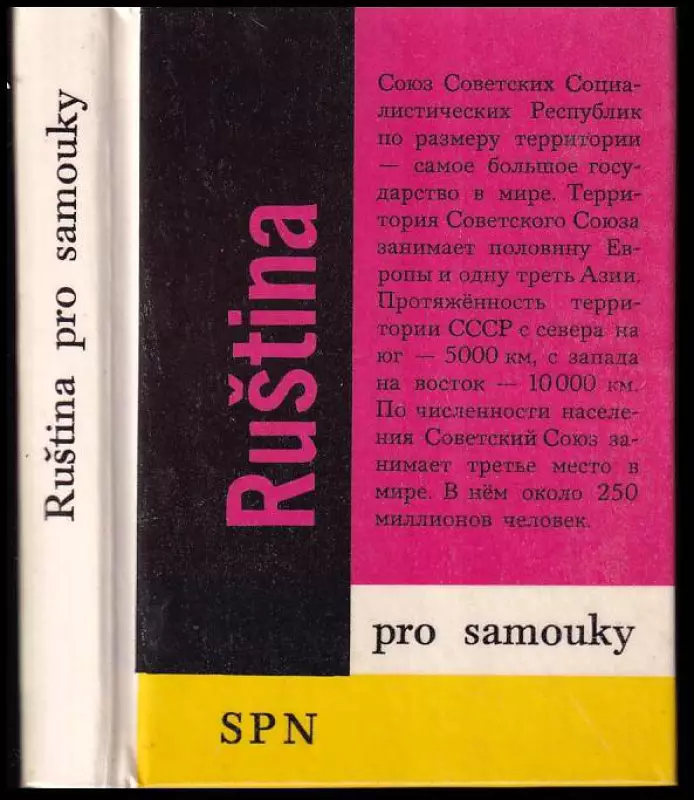 Ruština pro samouky
Ruština
Союз Советских Социа-
листических Республик
по размеру территории
— самое большое госу-
дарство в мире. Терри-
тория Советского Союза
занимает половину Ев-
ропы и одну треть Азии.
Протяжённость терри-
тории СССР с севера на
юг — 5000 км, с запада
на восток — 10000 км.
По численности населе-
ния Советский Союз за-
нимает третье место в
мире. В нём около 250
миллионов человек.
pro samouky
SPN